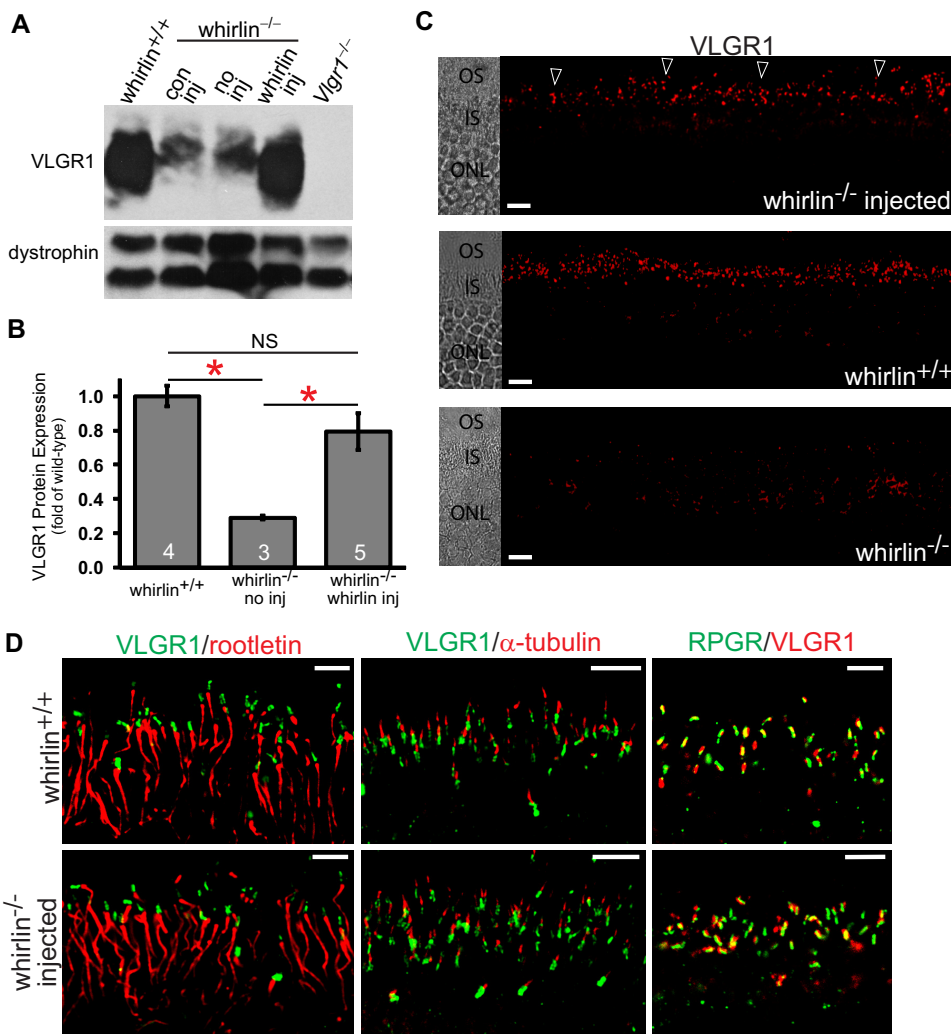 A
whirlin+/+
whirlin−/−
con inj
no inj
whirlin inj
Vlgr1−/−
VLGR1
dystrophin
B
NS
*
*
VLGR1 Protein Expression
(fold of wild-type)
1.0
0.8
0.6
0.4
0.2
0.0
4
3
5
whirlin+/+
whirlin−/−
no inj
whirlin−/−
whirlin inj
C
VLGR1
OS
IS
ONL
whirlin-/- injected
OS
IS
ONL
whirlin+/+
OS
IS
ONL
whirlin-/-
D
VLGR1/rootletin
VLGR1/α-tubulin
RPGR/VLGR1
whirlin+/+
whirlin−/−
injected